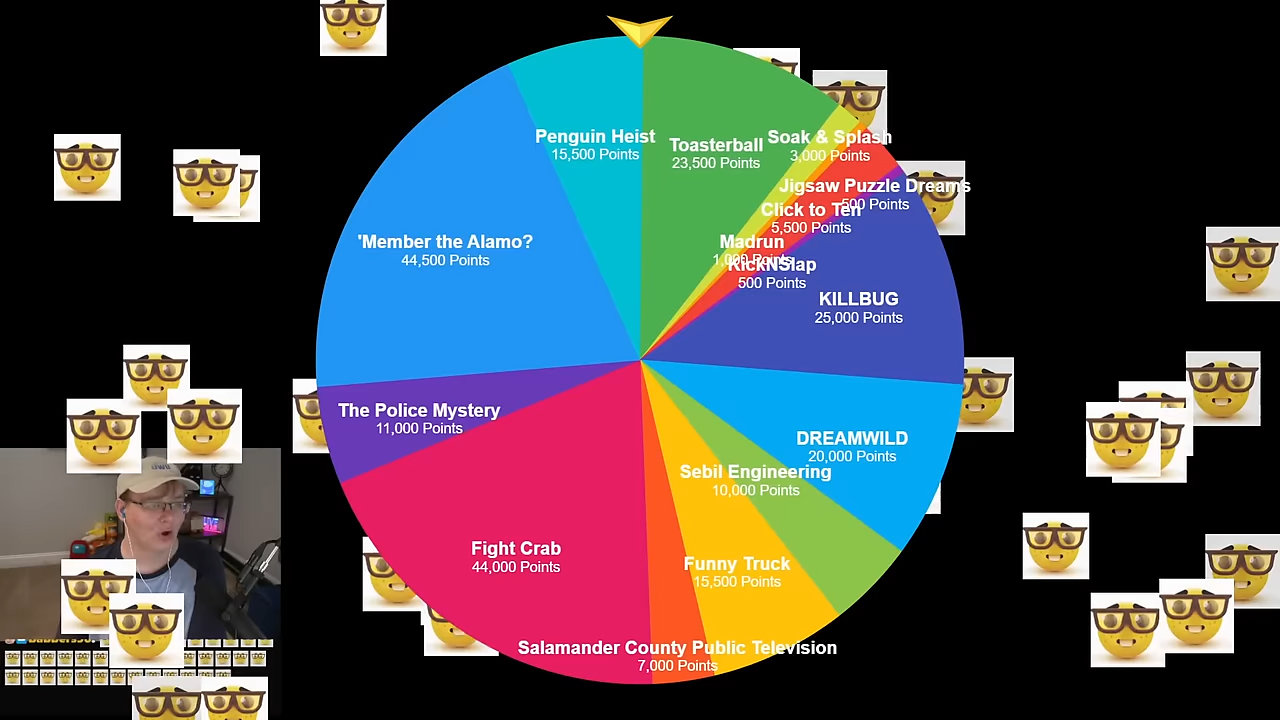 Penguin Heist
15,500 Points
Toasterball
23,500 Points
Soak & Splash
3,000 Points
Jigsaw Puzzle Dreams
500 Points
Click to Ten
5,500 Points
Madrun
1,000 Points
KickNSlap
500 Points
'Member the Alamo?
44,500 Points
KILLBUG
25,000 Points
The Police Mystery
11,000 Points
DREAMWILD
20,000 Points
Sebil Engineering
10,000 Points
Fight Crab
44,000 Points
Funny Truck
15,500 Points
Salamander County Public Television
7,000 Points